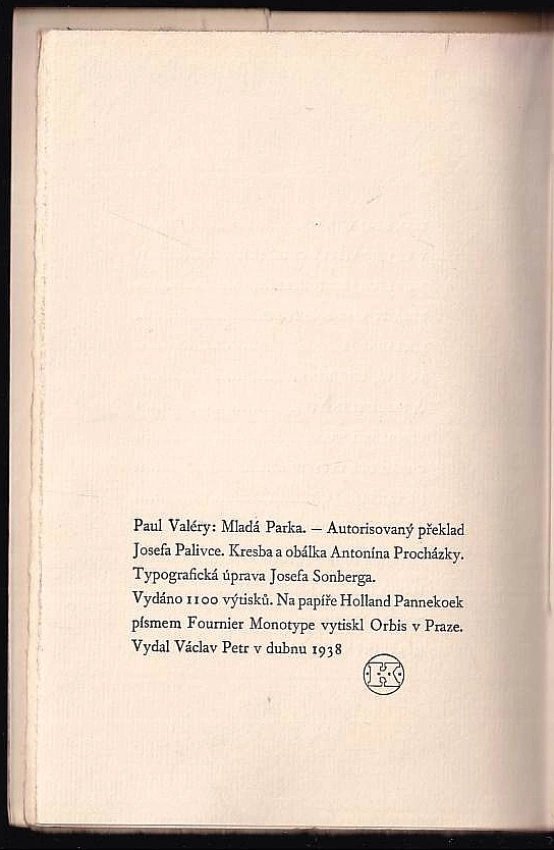 Paul Valéry: Mladá Parka. — Autorisovaný překlad
Josefa Palivce. Kresba a obálka Antonína Procházky.
Typografická úprava Josefa Sonberga.
Vydáno 1100 výtisků. Na papíře Holland Pannekoek
písmem Fournier Monotype vytiskl Orbis v Praze.
Vydal Václav Petr v dubnu 1938